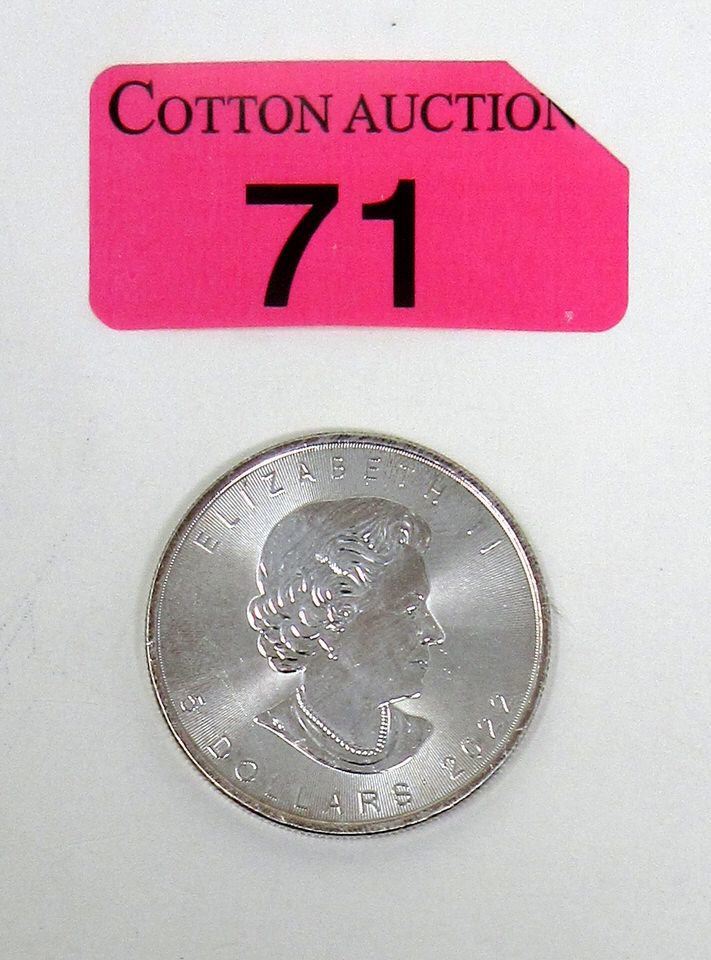 COTTON AUCTION
71
ELIZABETH II
5 DOLLARS 2022